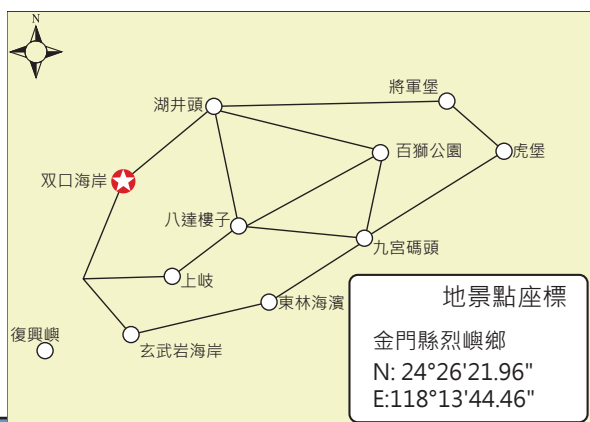 N
將軍堡
湖井頭
百獅公園
虎堡
双口海岸
八達樓子
九宮碼頭
上岐
東林海濱
復興嶼
玄武岩海岸
地景點座標
金門縣烈嶼鄉
N: 24°26'21.96"
E:118°13'44.46"